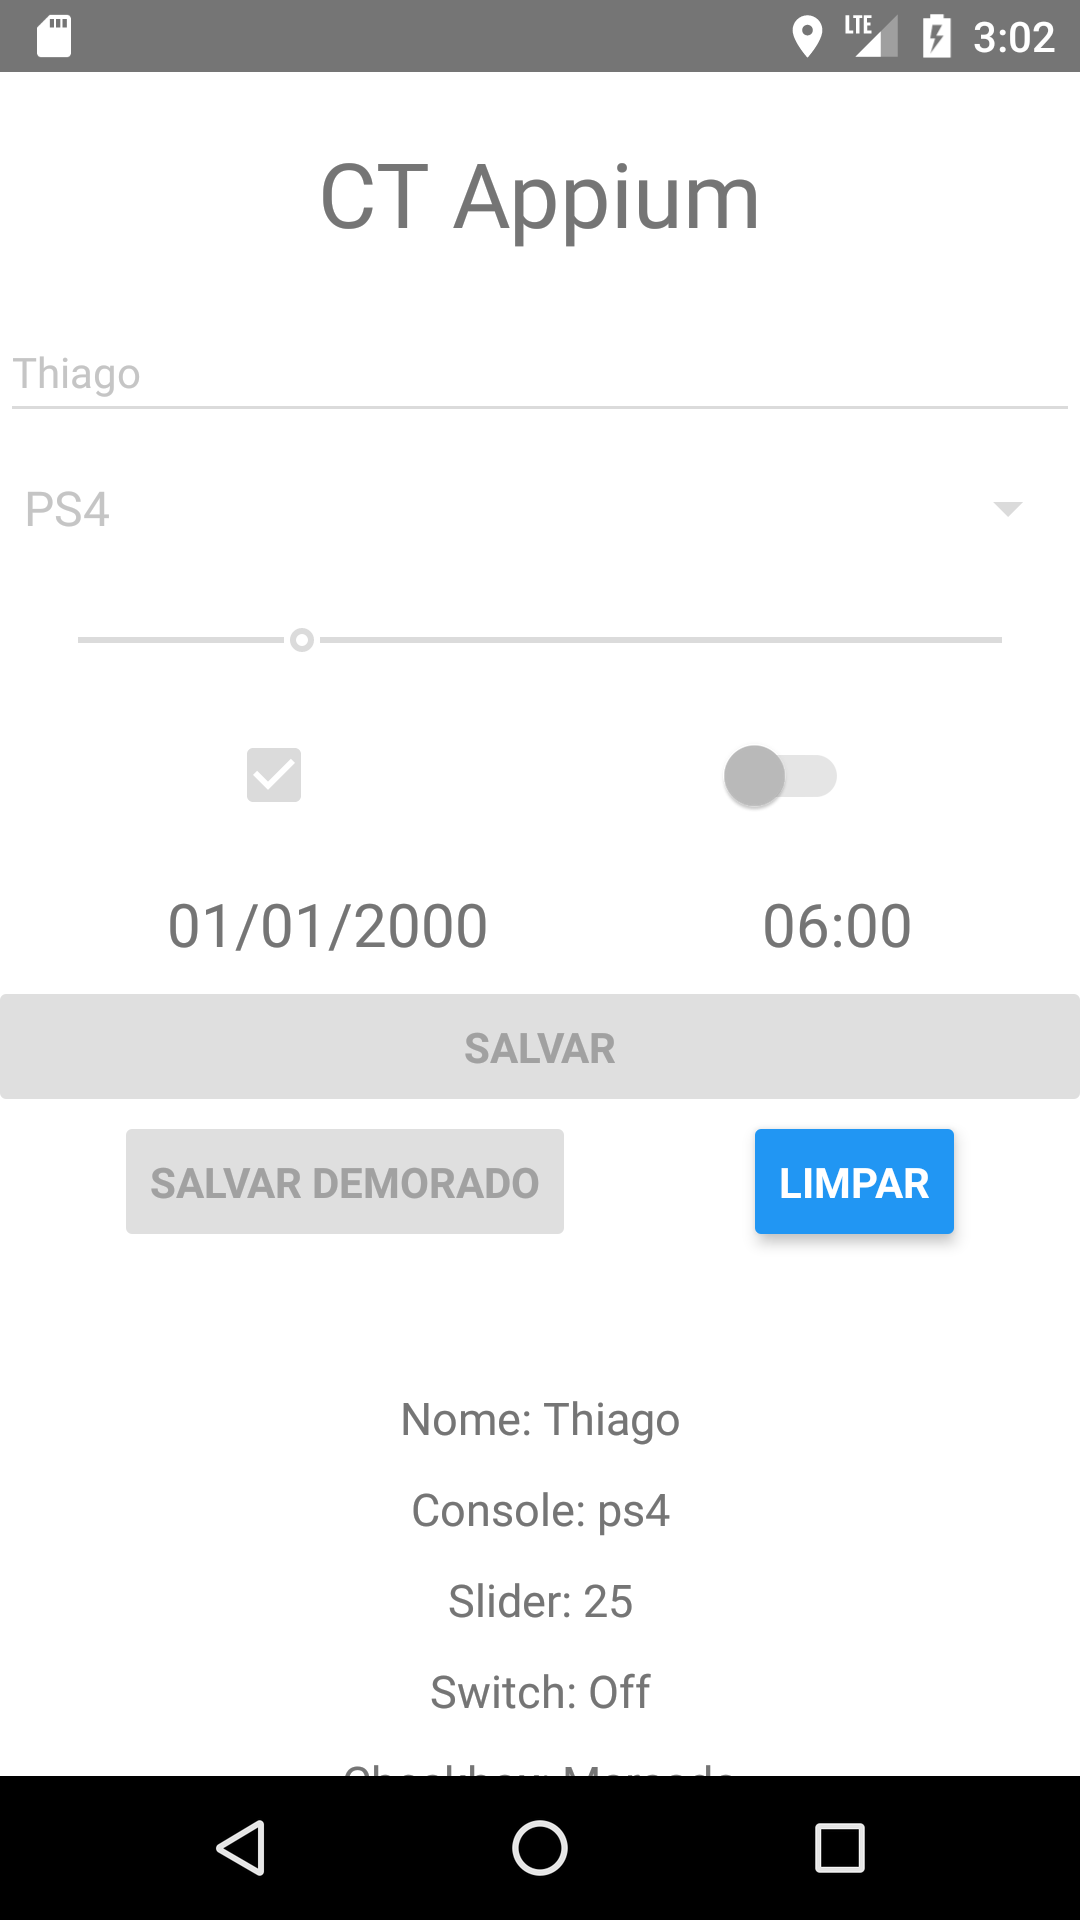 LTE 3:02
CT Appium
Thiago
PS4
01/01/2000 06:00
SALVAR
SALVAR DEMORADO LIMPAR
Nome: Thiago
Console: ps4
Slider: 25
Switch: Off